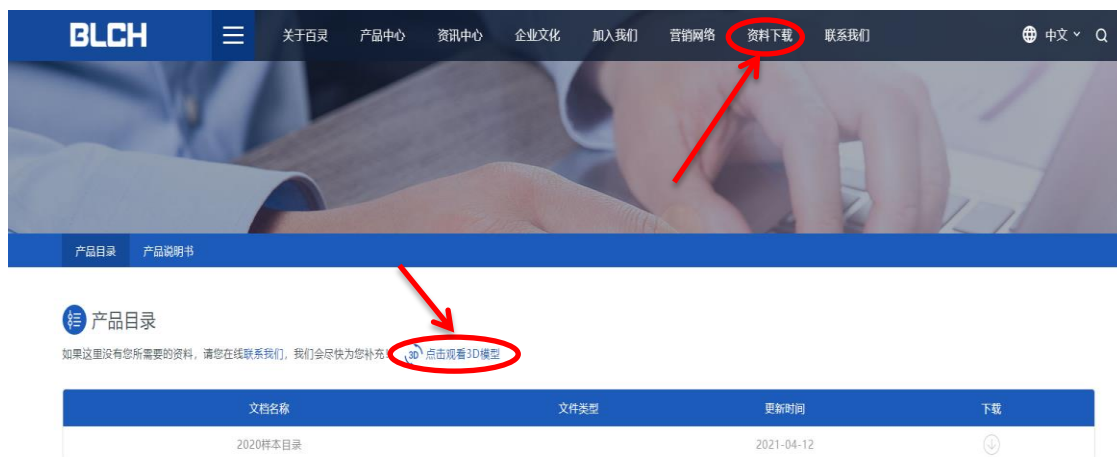 BLCH 关于百灵 产品中心 资讯中心 企业文化 加入我们 营销网络 资料下载 联系我们 中文
产品目录 产品说明书
产品目录
如果这里没有您所需要的资料，请您在线联系我们，我们会尽快为您补充! 3D 点击观看3D模型
文档名称 文件类型 更新时间 下载
2020样本目录 2021-04-12